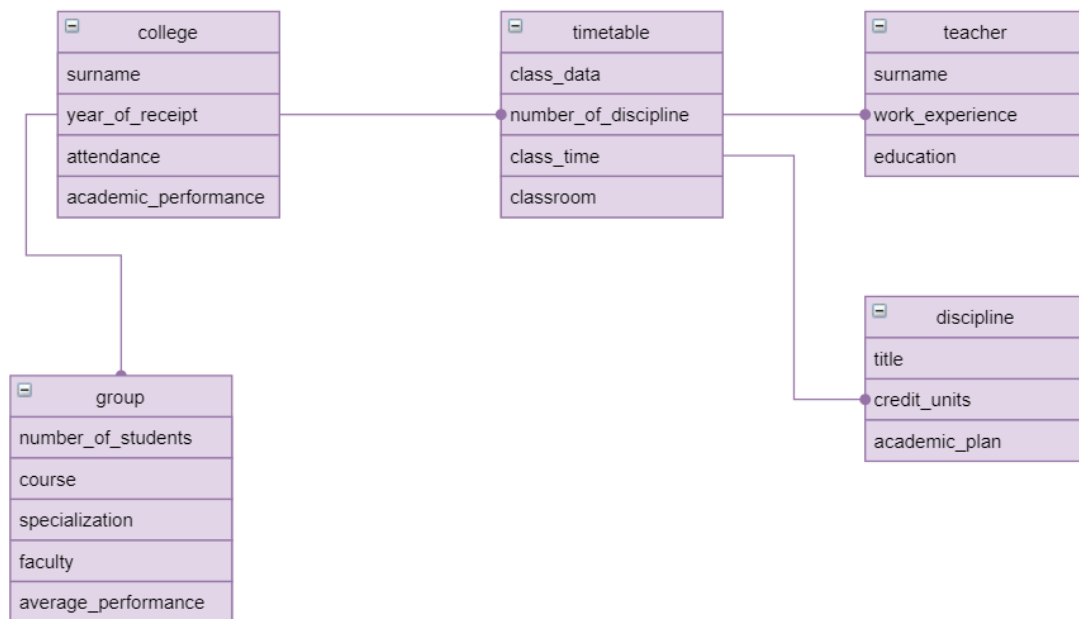 college
surname
year_of_receipt
attendance
academic_performance
timetable
class_data
number_of_discipline
class_time
classroom
teacher
surname
work_experience
education
discipline
title
credit_units
academic_plan
group
number_of_students
course
specialization
faculty
average_performance